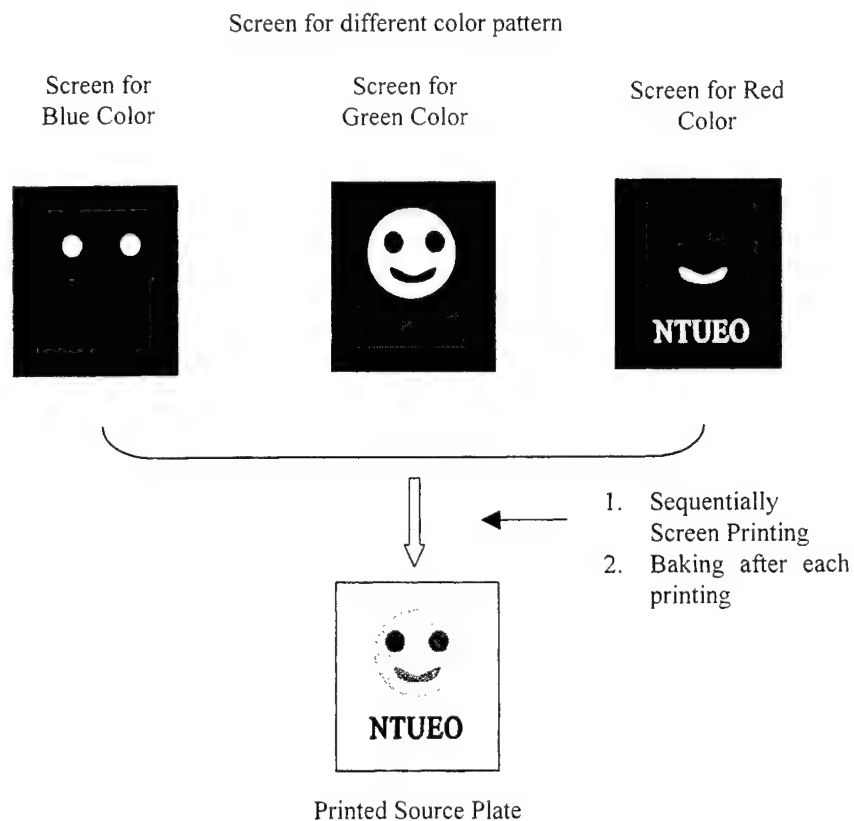 Screen for different color pattern
Screen for
Blue Color
Screen for
Green Color
Screen for Red
Color
NTUEO
1. Sequentially
Screen Printing
2. Baking after each
printing
NTUEO
Printed Source Plate